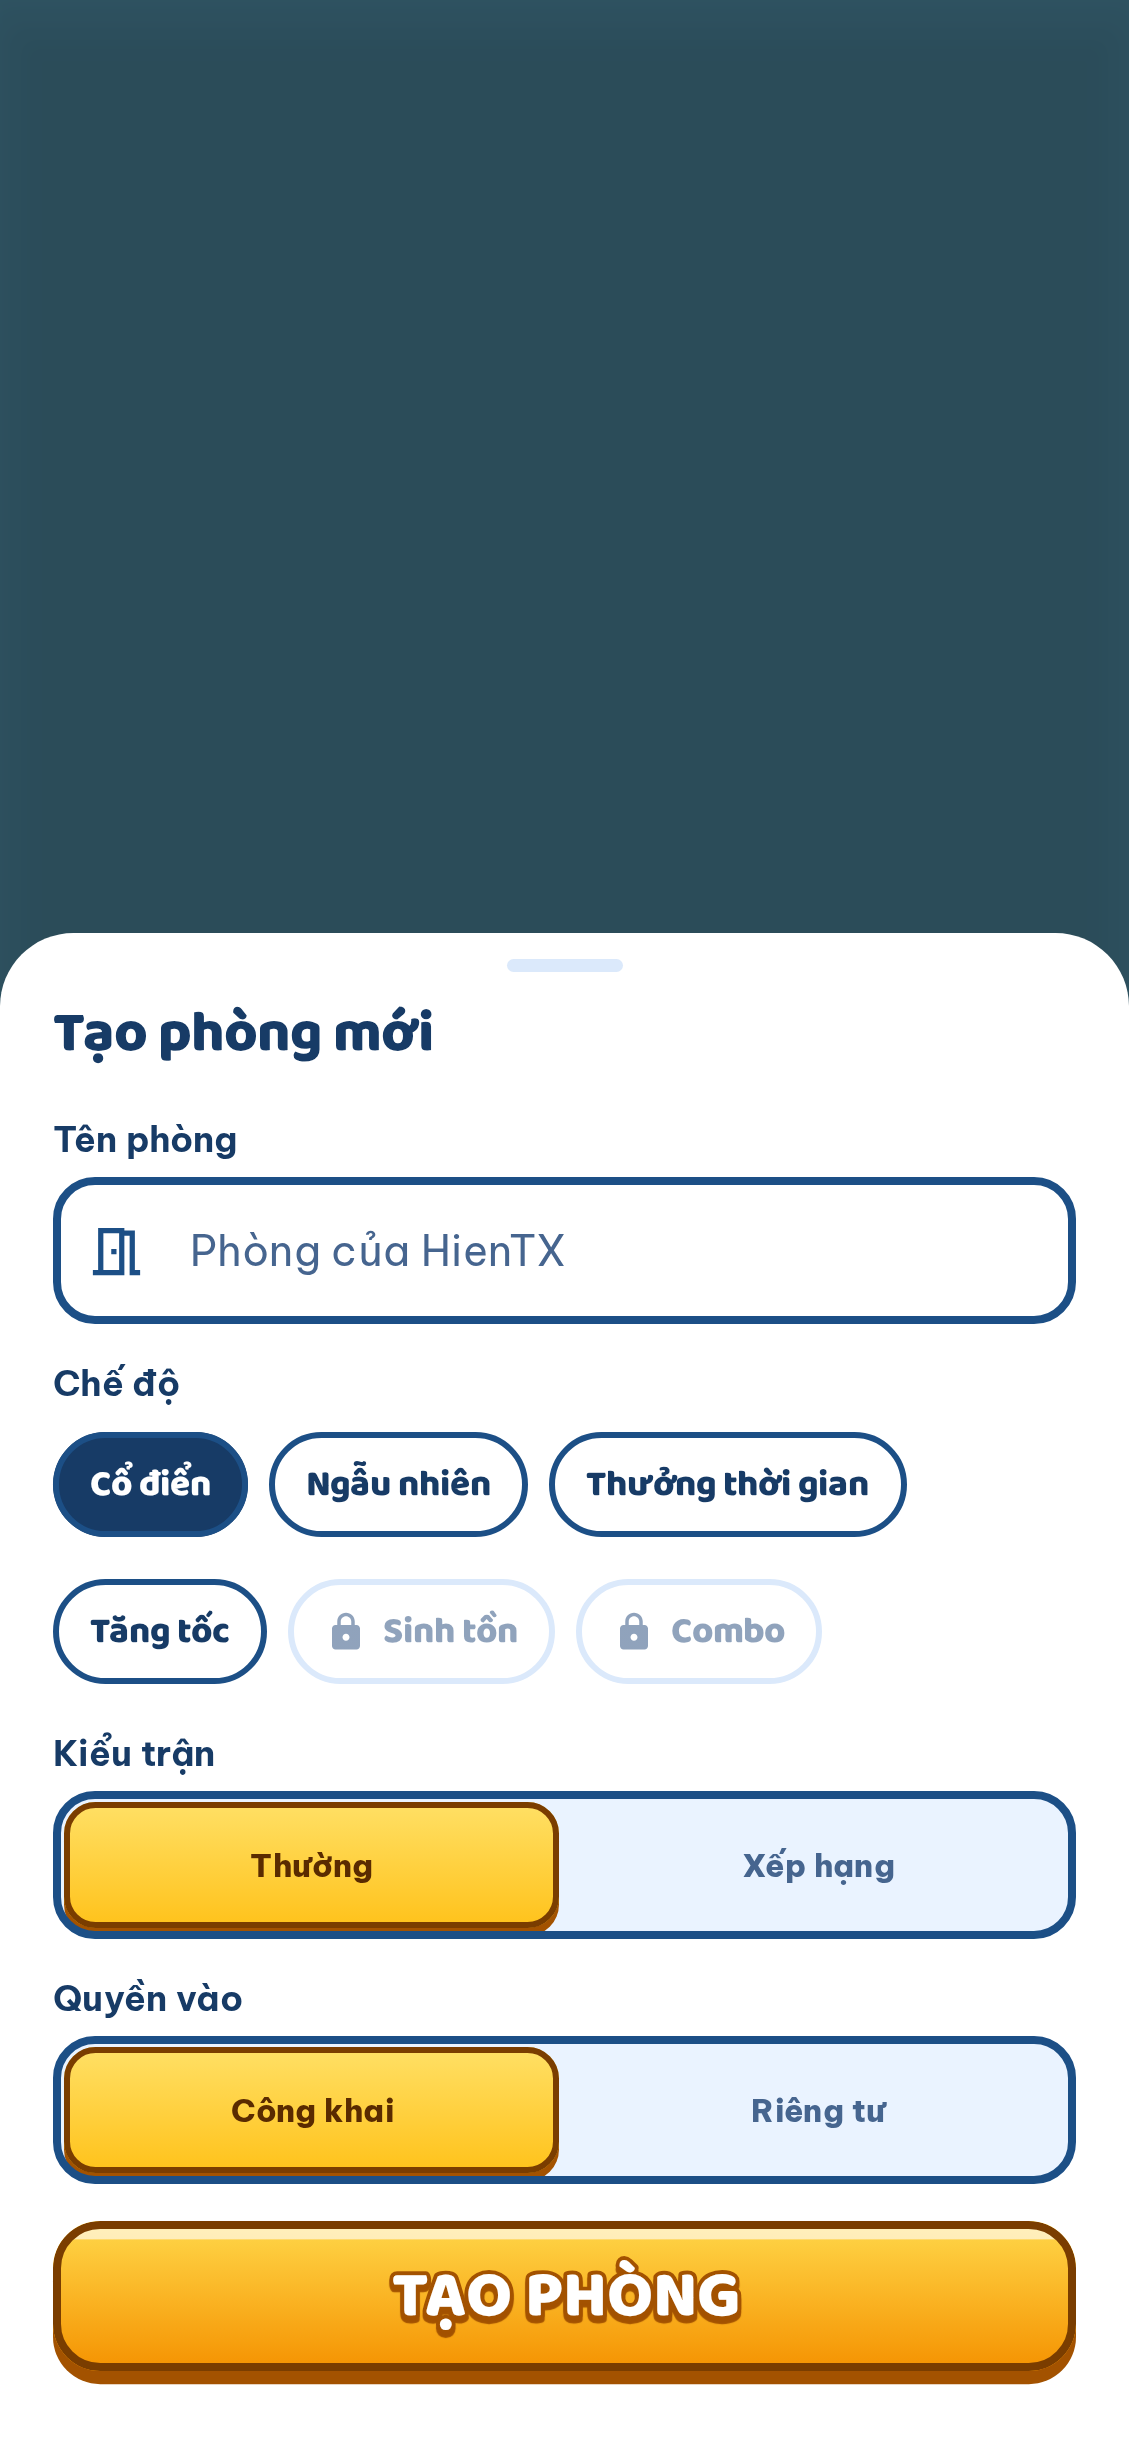 Tạo phòng mới
Tên phòng
Phòng của HienTX
Chế độ
Cổ điển
Ngẫu nhiên
Thưởng thời gian
Tăng tốc
Sinh tồn
Combo
Kiểu trận
Thường
Xếp hạng
Quyền vào
Công khai
Riêng tư
TẠO PHÒNG